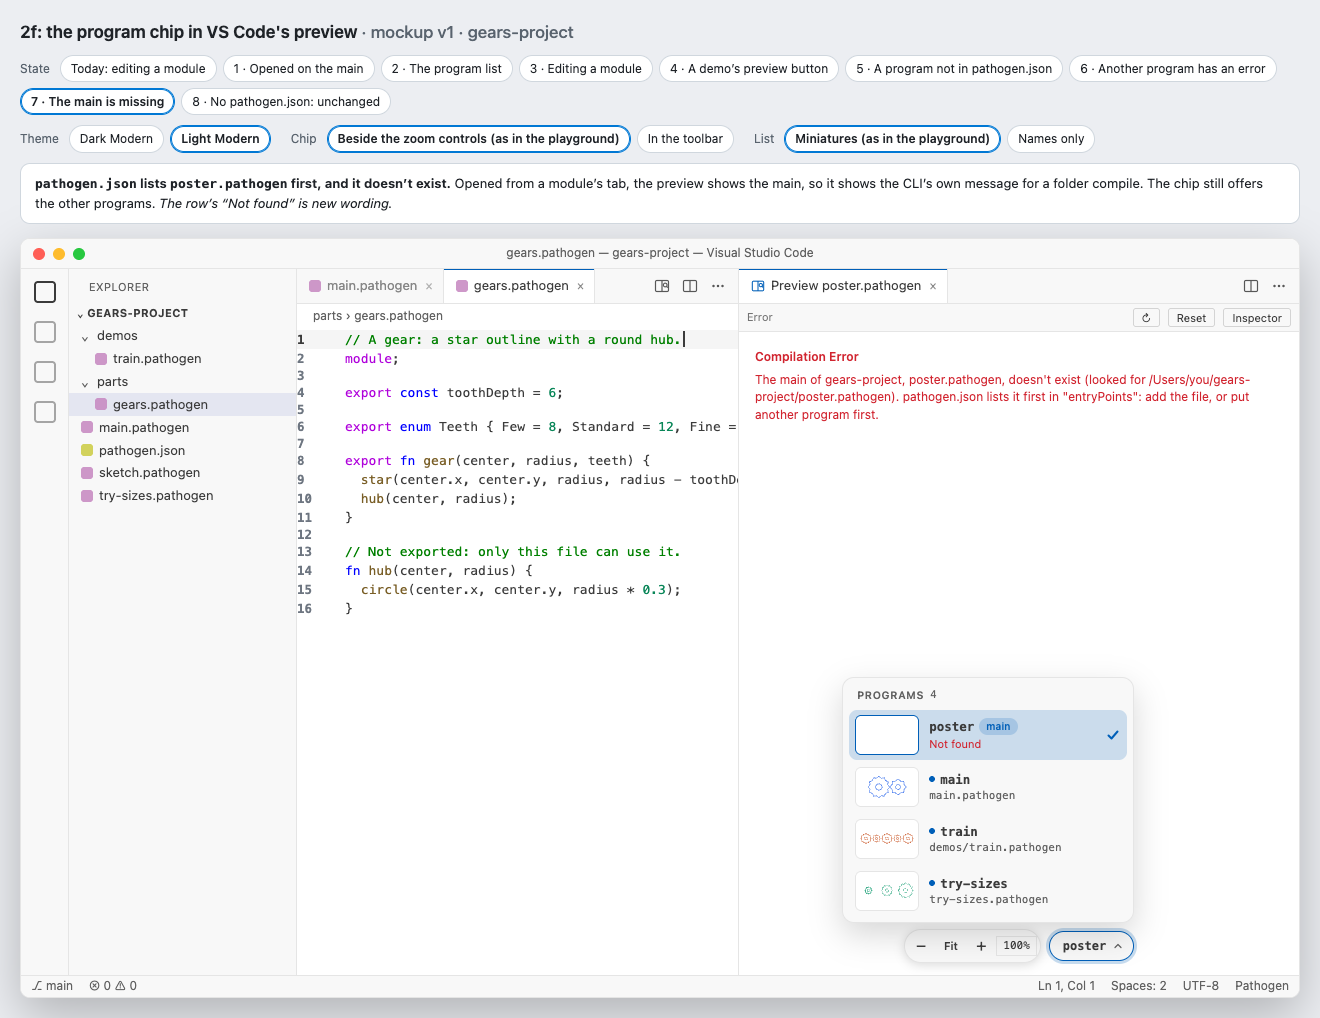 2f: the program chip in VS Code's preview · mockup v1 · gears-project
State Today: editing a module 1 · Opened on the main 2 · The program list 3 · Editing a module 4 · A demo’s preview button 5 · A program not in pathogen.json 6 · Another program has an error
7 · The main is missing 8 · No pathogen.json: unchanged
Theme Dark Modern Light Modern Chip Beside the zoom controls (as in the playground) In the toolbar List Miniatures (as in the playground) Names only
pathogen.json lists poster.pathogen first, and it doesn’t exist. Opened from a module’s tab, the preview shows the main, so it shows the CLI’s own message for a folder compile. The chip still offers
the other programs. The row’s “Not found” is new wording.
gears.pathogen — gears-project — Visual Studio Code
EXPLORER
GEARS-PROJECT
demos
train.pathogen
parts
gears.pathogen
main.pathogen
pathogen.json
sketch.pathogen
try-sizes.pathogen
main.pathogen × gears.pathogen ×
parts › gears.pathogen
1 // A gear: a star outline with a round hub.
2 module;
3
4 export const toothDepth = 6;
5
6 export enum Teeth { Few = 8, Standard = 12, Fine =
7
8 export fn gear(center, radius, teeth) {
9 star(center.x, center.y, radius, radius − toothDe
10 hub(center, radius);
11 }
12
13 // Not exported: only this file can use it.
14 fn hub(center, radius) {
15 circle(center.x, center.y, radius * 0.3);
16 }
Preview poster.pathogen ×
Error Reset Inspector
Compilation Error
The main of gears-project, poster.pathogen, doesn't exist (looked for /Users/you/gears-
project/poster.pathogen). pathogen.json lists it first in "entryPoints": add the file, or put
another program first.
PROGRAMS 4
poster main
Not found
main
main.pathogen
train
demos/train.pathogen
try-sizes
try-sizes.pathogen
− Fit + 100% poster
main 0 0 Ln 1, Col 1 Spaces: 2 UTF-8 Pathogen